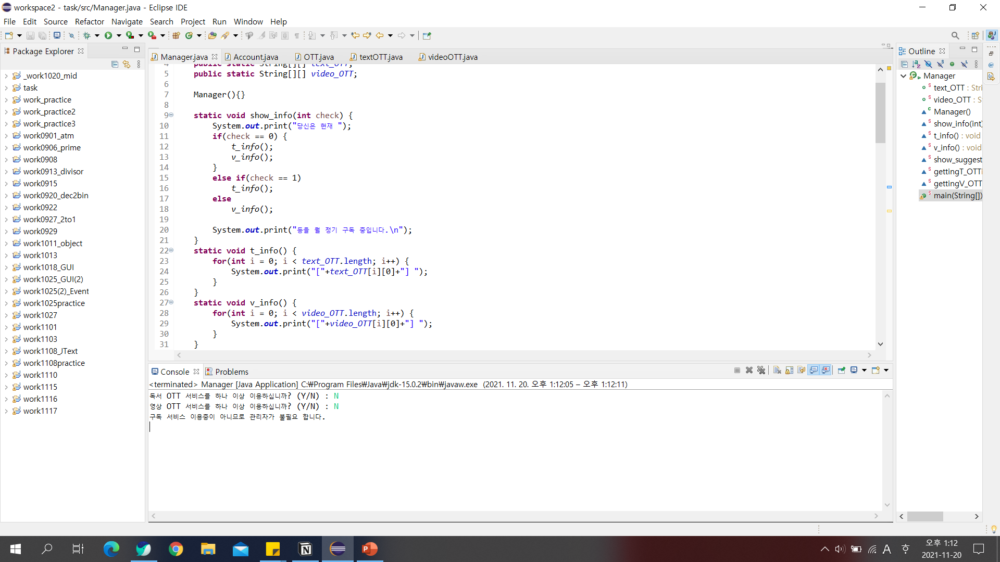 workspace2 - task/src/Manager.java - Eclipse IDE
File Edit Source Refactor Navigate Search Project Run Window Help
Package Explorer
_work1020_mid
task
work_practice
work_practice2
work_practice3
work0901_atm
work0906_prime
work0908
work0913_divisor
work0915
work0920_dec2bin
work0922
work0927_2to1
work0929
work1011_object
work1013
work1018_GUI
work1025_GUI(2)
work1025(2)_Event
work1025practice
work1027
work1101
work1103
work1108_JText
work1108practice
work1110
work1115
work1116
work1117
Manager.java Account.java OTT.java textOTT.java videoOTT.java
4 public static String[][] text_OTT;
5 public static String[][] video_OTT;
6
7 Manager(){}
8
9 static void show_info(int check) {
10 System.out.print("당신은 현재 ");
11 if(check == 0) {
12 t_info();
13 v_info();
14 }
15 else if(check == 1)
16 t_info();
17 else
18 v_info();
19
20 System.out.print("등을 월 정기 구독 중입니다.\n");
21 }
22 static void t_info() {
23 for(int i = 0; i < text_OTT.length; i++) {
24 System.out.print("["+text_OTT[i][0]+"] ");
25 }
26 }
27 static void v_info() {
28 for(int i = 0; i < video_OTT.length; i++) {
29 System.out.print("["+video_OTT[i][0]+"] ");
30 }
31 }
Console Problems
<terminated> Manager [Java Application] C:₩Program Files₩Java₩jdk-15.0.2₩bin₩javaw.exe (2021. 11. 20. 오후 1:12:05 – 오후 1:12:11)
독서 OTT 서비스를 하나 이상 이용하십니까? (Y/N) : N
영상 OTT 서비스를 하나 이상 이용하십니까? (Y/N) : N
구독 서비스 이용중이 아니므로 관리자가 불필요 합니다.
Outline
Manager
text_OTT : Stri
video_OTT : S
Manager()
show_info(int)
t_info() : void
v_info() : void
show_suggest
gettingT_OTTi
gettingV_OTT
main(String[])
A
오후 1:12
2021-11-20